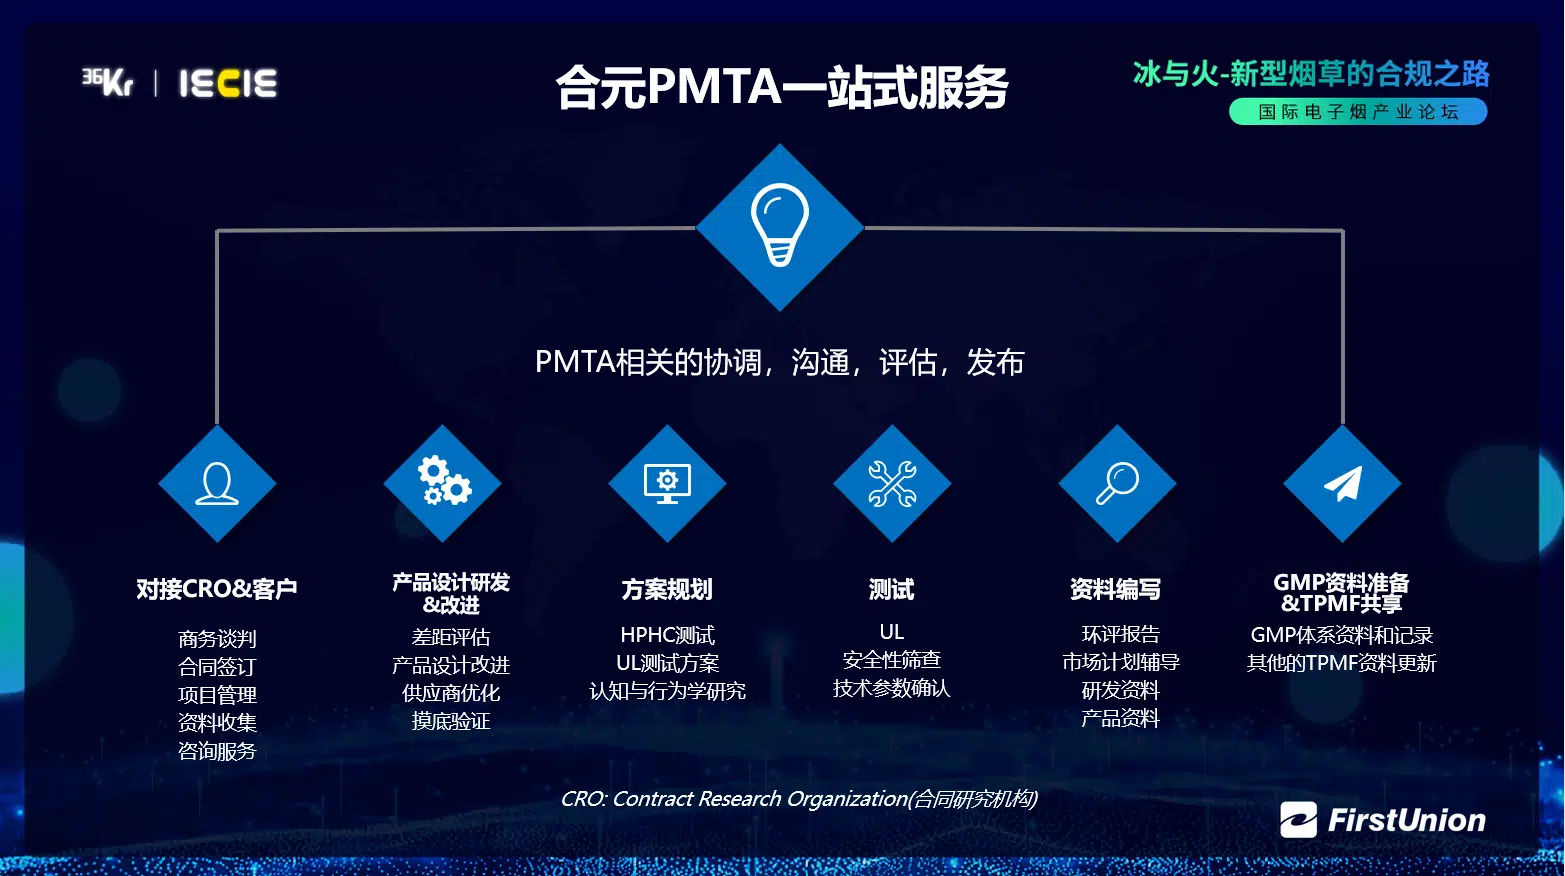 36Kr | IECIE
合元PMTA一站式服务
冰与火-新型烟草的合规之路
国际电子烟产业论坛
PMTA相关的协调，沟通，评估，发布
对接CRO&客户
商务谈判
合同签订
项目管理
资料收集
咨询服务
产品设计研发
&改进
差距评估
产品设计改进
供应商优化
摸底验证
方案规划
HPHC测试
UL测试方案
认知与行为学研究
测试
UL
安全性筛查
技术参数确认
资料编写
环评报告
市场计划辅导
研发资料
产品资料
GMP资料准备
&TPMF共享
GMP体系资料和记录
其他的TPMF资料更新
CRO: Contract Research Organization(合同研究机构)
FirstUnion